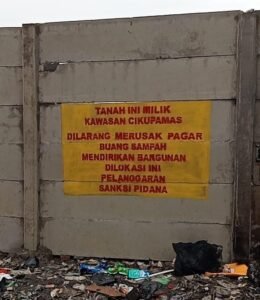 TANAH INI MILIK
KAWASAN CIKUPAMAS
DILARANG MERUSAK PAGAR
BUANG SAMPAH
MENDIRIKAN BANGUNAN
DILOKASI INI
PELANGGARAN
SANKSI PIDANA